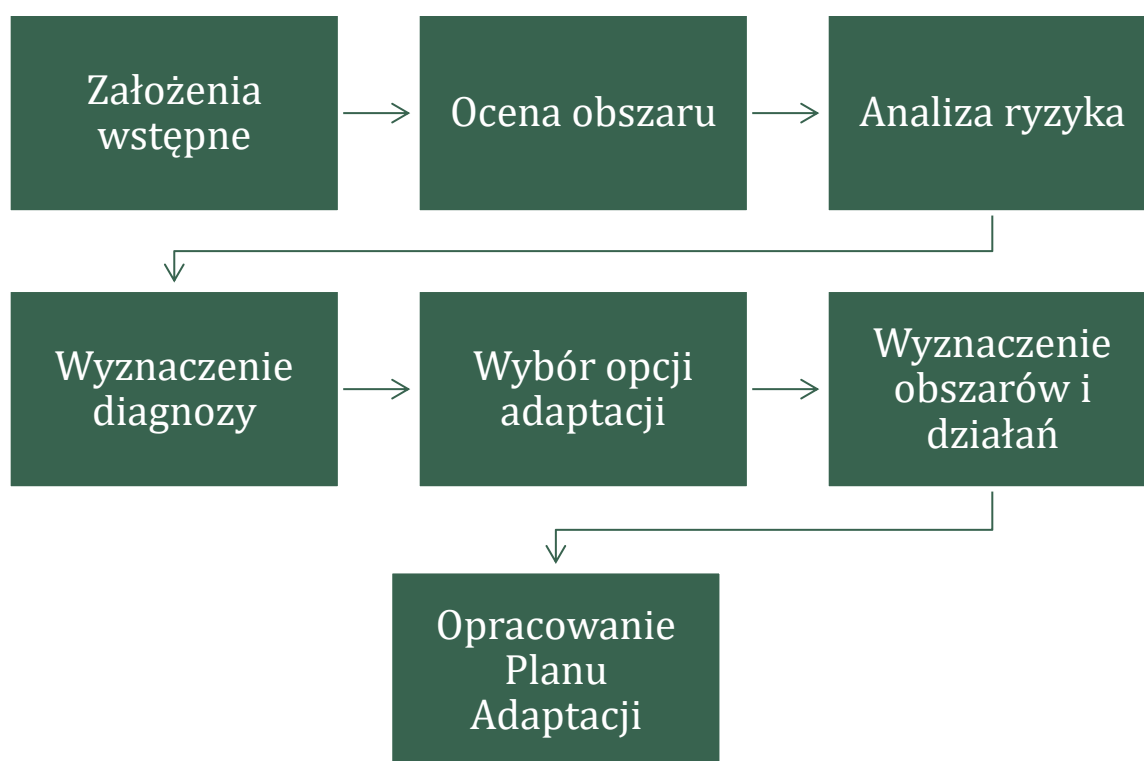 Założenia
wstępne
Ocena obszaru
Analiza ryzyka
Wyznaczenie
diagnozy
Wybór opcji
adaptacji
Wyznaczenie
obszarów i
działań
Opracowanie
Planu
Adaptacji